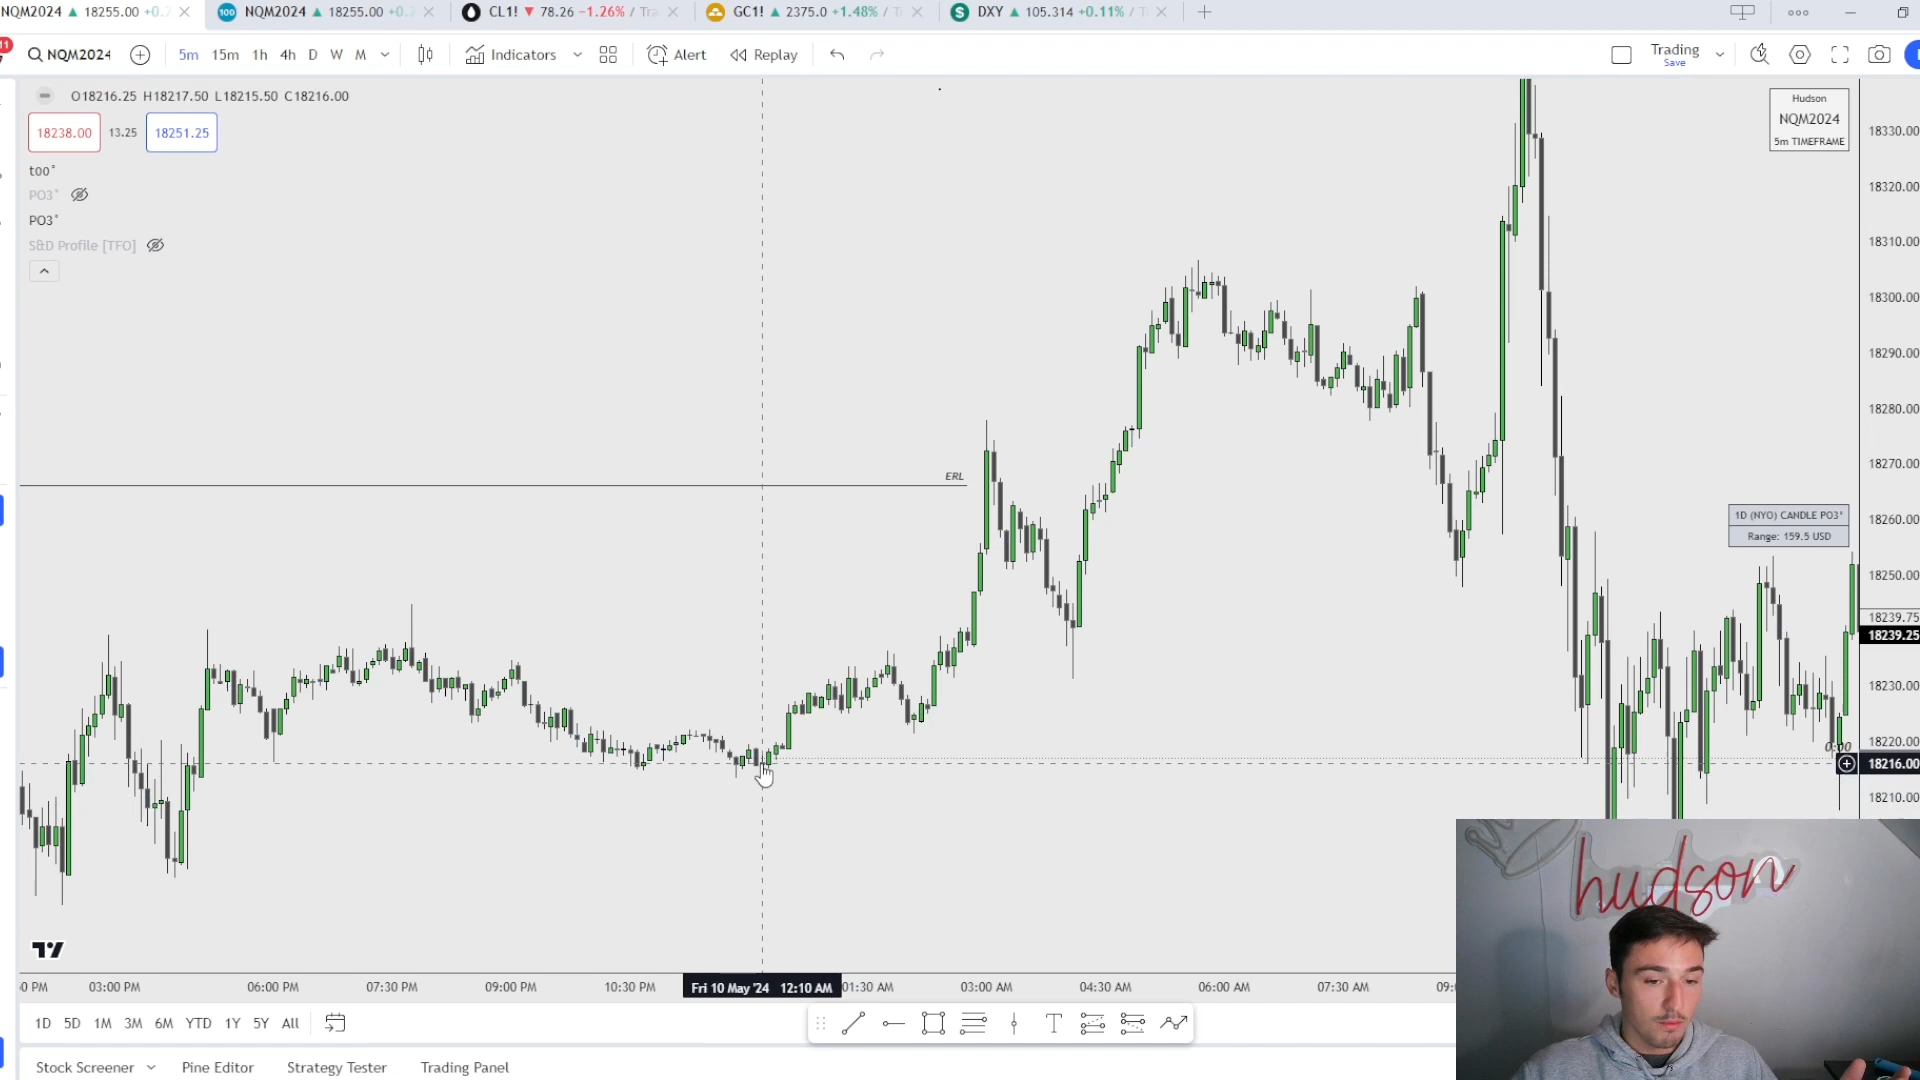 NQM2024 18255.00
NQM2024 18255.00
CL1! 78.26 −1.26% /
GC1! 2375.0 +1.48% /
DXY 105.314 +0.11% /
11
NQM2024
5m 15m 1h 4h D W M
Indicators
Alert
Replay
Trading
Save
O18216.25 H18217.50 L18215.50 C18216.00
18238.00 13.25 18251.25
too°
PO3°
PO3°
S&D Profile [TFO]
Hudson
NQM2024
5m TIMEFRAME
ERL
1D (NYO) CANDLE PO3°
Range: 159.5 USD
0:00
18330.00
18320.00
18310.00
18300.00
18290.00
18280.00
18270.00
18260.00
18250.00
18239.75
18239.25
18230.00
18220.00
18216.00
18210.00
hudson
PM 03:00 PM 06:00 PM 07:30 PM 09:00 PM 10:30 PM Fri 10 May '24 12:10 AM 01:30 AM 03:00 AM 04:30 AM 06:00 AM 07:30 AM
1D 5D 1M 3M 6M YTD 1Y 5Y All
Stock Screener Pine Editor Strategy Tester Trading Panel